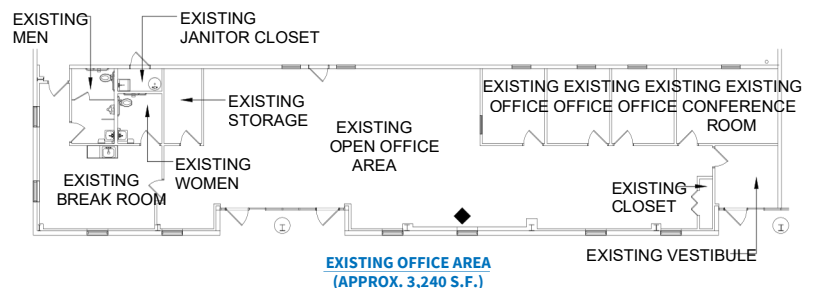 EXISTING
MEN
EXISTING
JANITOR CLOSET
EXISTING
STORAGE
EXISTING
WOMEN
EXISTING
BREAK ROOM
EXISTING
OPEN OFFICE
AREA
EXISTING
OFFICE
EXISTING
OFFICE
EXISTING
OFFICE
EXISTING
CONFERENCE
ROOM
EXISTING
CLOSET
EXISTING VESTIBULE
EXISTING OFFICE AREA
(APPROX. 3,240 S.F.)